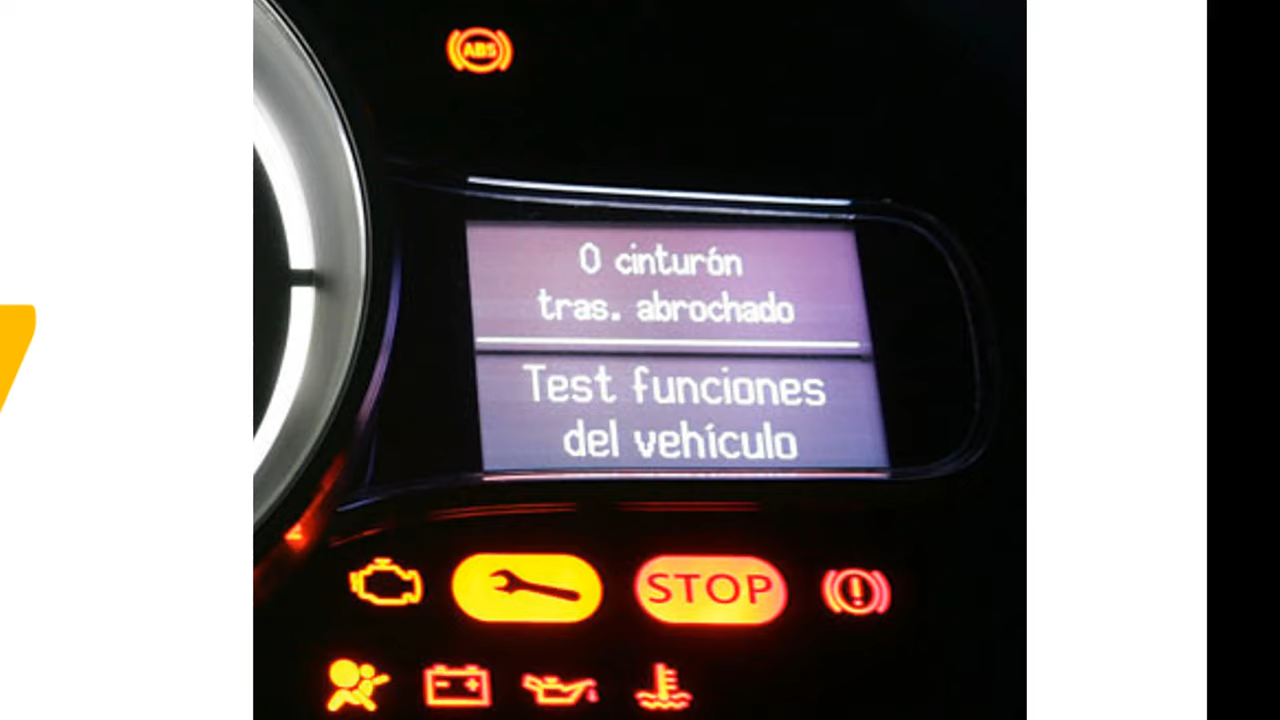 ABS
0 cinturón
tras. abrochado
Test funciones
del vehículo
STOP